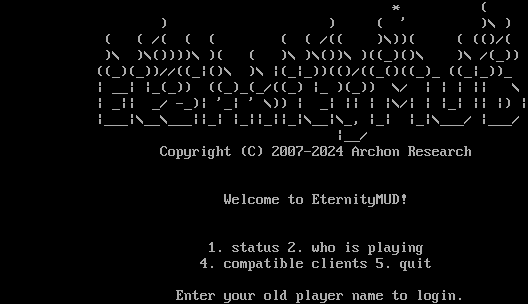 EternityMUD
Copyright (C) 2007-2024 Archon Research
Welcome to EternityMUD!
1. status 2. who is playing
4. compatible clients 5. quit
Enter your old player name to login.